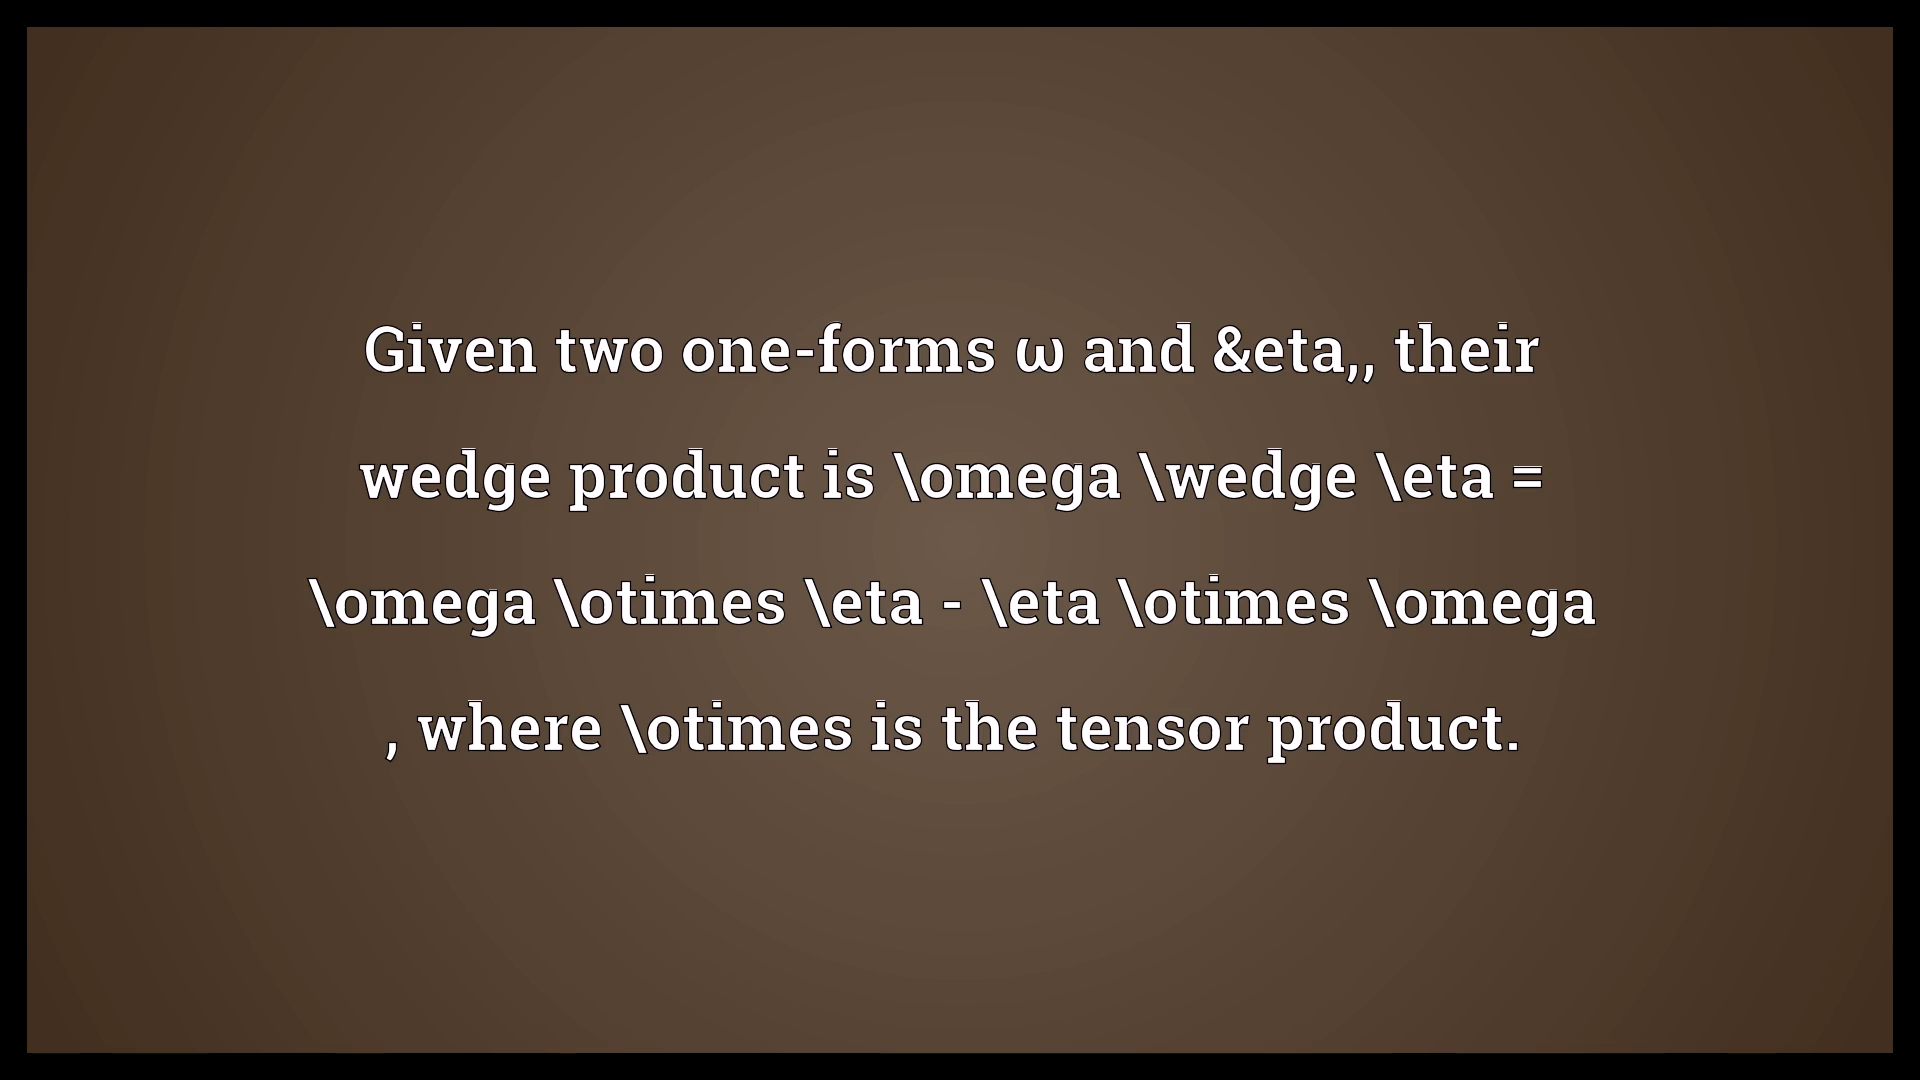 Given two one-forms ω and &eta,, their
wedge product is \omega \wedge \eta =
\omega \otimes \eta - \eta \otimes \omega
, where \otimes is the tensor product.